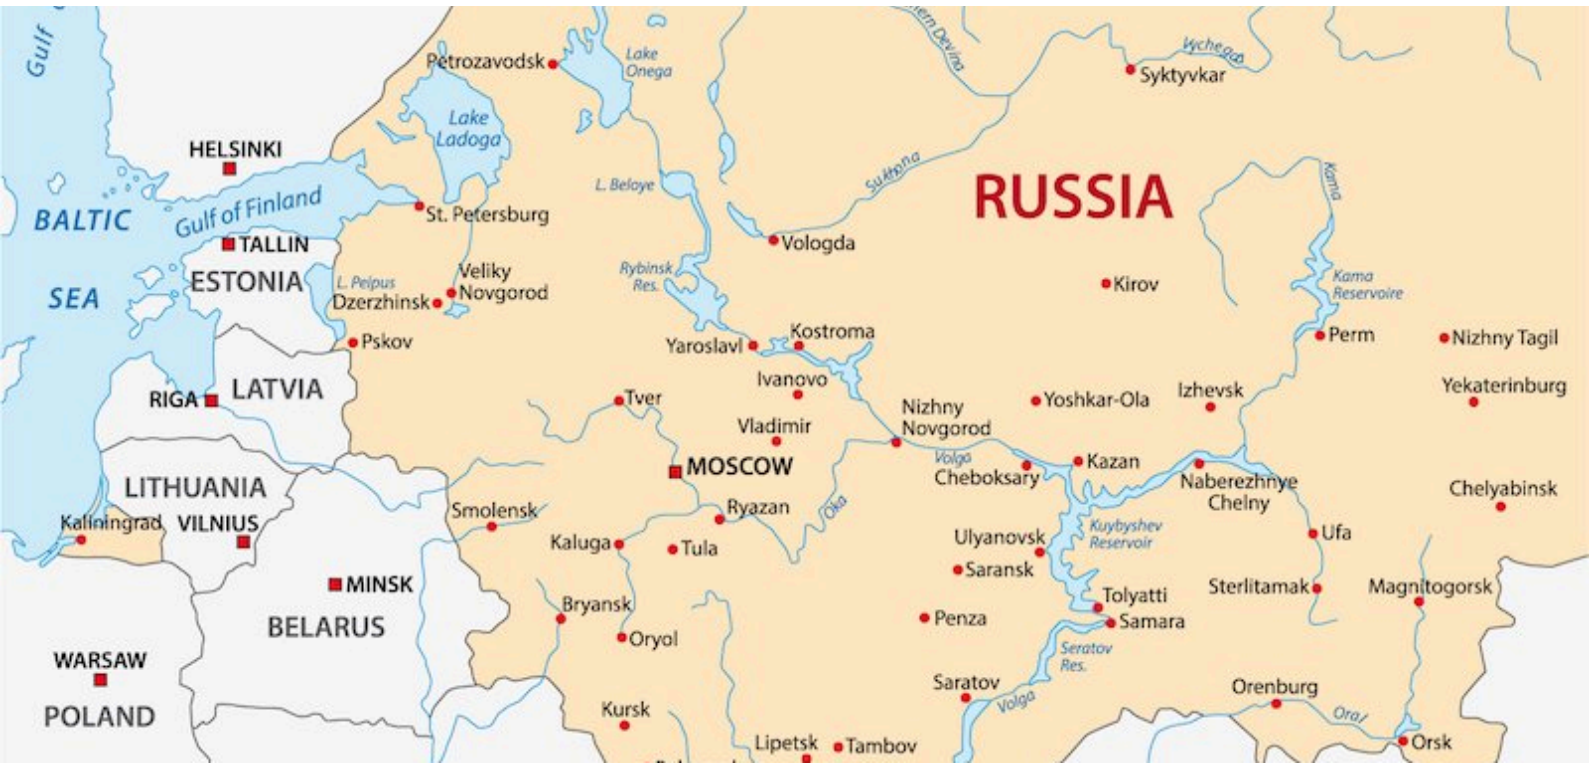 Gulf
Petrozavodsk
Lake
Onega
Vychegda
Syktyvkar
Lake
Ladoga
HELSINKI
Gulf of Finland
BALTIC
SEA
L. Beloye
Sukhona
RUSSIA
Kama
St. Petersburg
TALLIN
ESTONIA
Vologda
L. Peipus
Veliky
Novgorod
Dzerzhinsk
Rybinsk
Res.
Kirov
Kama
Reservoire
Pskov
Yaroslavl
Kostroma
Perm
Nizhny Tagil
RIGA
LATVIA
Tver
Ivanovo
Yoshkar-Ola
Izhevsk
Yekaterinburg
Vladimir
Nizhny
Novgorod
MOSCOW
Volga
Cheboksary
Kazan
Naberezhnye
Chelny
Chelyabinsk
LITHUANIA
Kaliningrad
VILNIUS
Smolensk
Ryazan
Oka
Kuybyshev
Reservoir
Ufa
Kaluga
Tula
Ulyanovsk
Saransk
MINSK
BELARUS
Bryansk
Oryol
Penza
Tolyatti
Samara
Sterlitamak
Magnitogorsk
WARSAW
POLAND
Seratov
Res.
Saratov
Volga
Orenburg
Oral
Orsk
Kursk
Lipetsk
Tambov